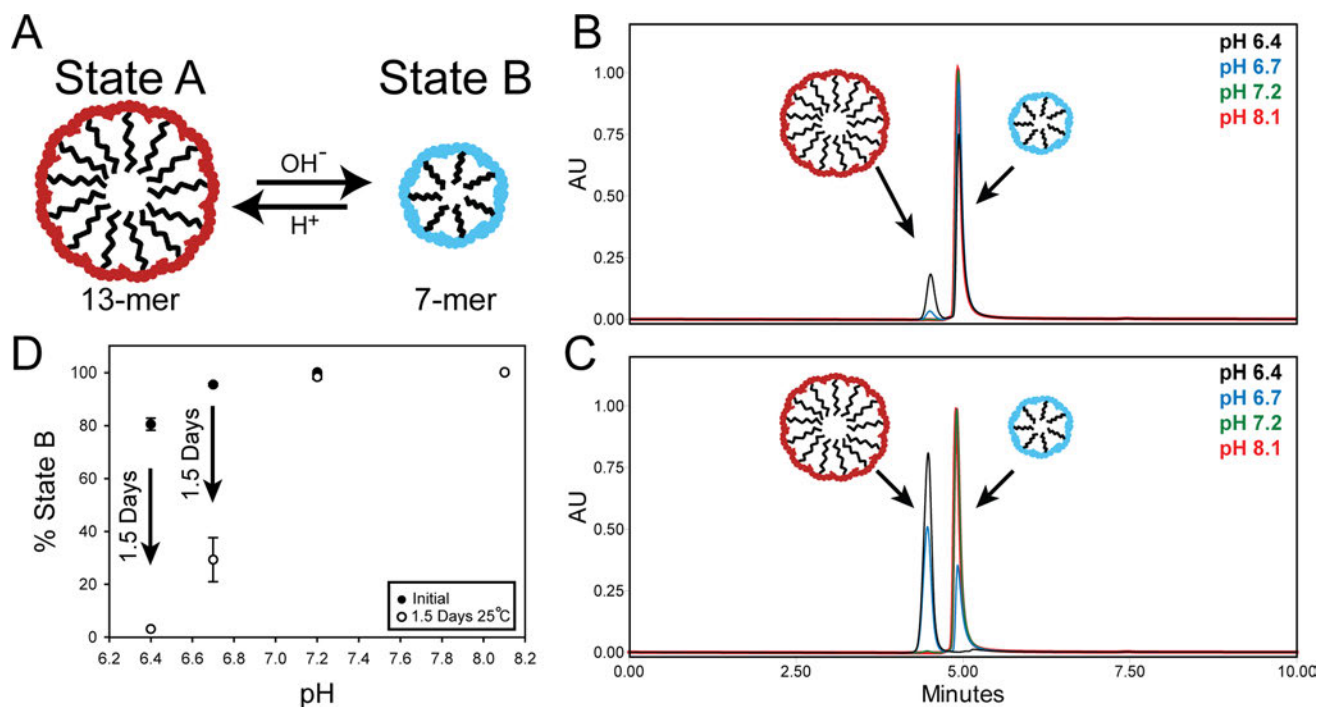 A
State A
State B
OH⁻
H⁺
13-mer
7-mer
B
pH 6.4
pH 6.7
pH 7.2
pH 8.1
1.00
0.75
0.50
0.25
0.00
AU
D
100
80
60
40
20
0
% State B
1.5 Days
1.5 Days
Initial
1.5 Days 25°C
6.2 6.4 6.6 6.8 7.0 7.2 7.4 7.6 7.8 8.0 8.2
pH
C
pH 6.4
pH 6.7
pH 7.2
pH 8.1
1.00
0.75
0.50
0.25
0.00
AU
0.00 2.50 5.00 7.50 10.00
Minutes